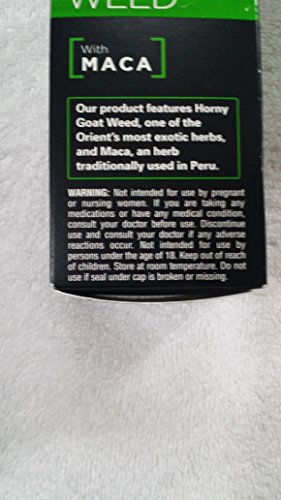 WEED
With
MACA
Our product features Horny
Goat Weed, one of the
Orient's most exotic herbs,
and Maca, an herb
traditionally used in Peru.
WARNING: Not intended for use by pregnant
or nursing women. If you are taking any
medications or have any medical condition,
consult your doctor before use. Discontinue
use and consult your doctor if any adverse
reactions occur. Not intended for use by
persons under the age of 18. Keep out of reach
of children. Store at room temperature. Do not
use if seal under cap is broken or missing.